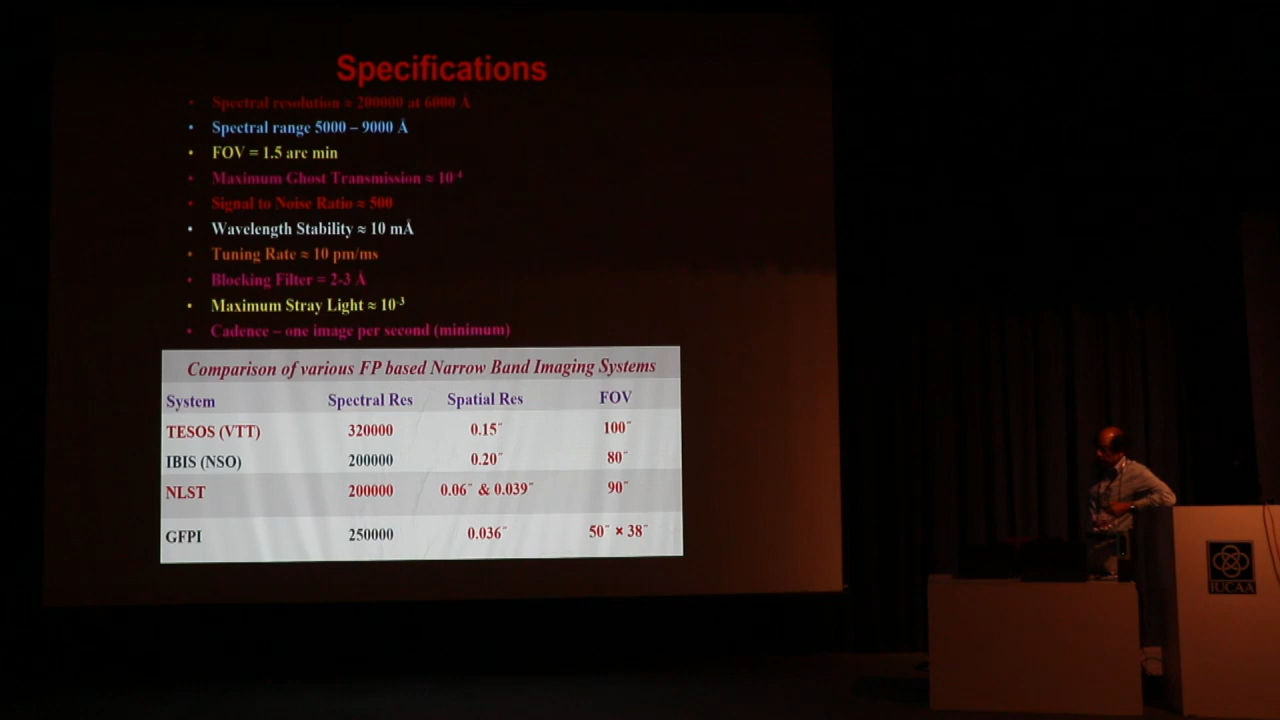 Specifications
• Spectral resolution ≈ 200000 at 6000 Å
• Spectral range 5000 – 9000 Å
• FOV = 1.5 arc min
• Maximum Ghost Transmission ≈ 10⁻⁴
• Signal to Noise Ratio ≈ 500
• Wavelength Stability ≈ 10 mÅ
• Tuning Rate ≈ 10 pm/ms
• Blocking Filter = 2-3 Å
• Maximum Stray Light ≈ 10⁻³
• Cadence – one image per second (minimum)
Comparison of various FP based Narrow Band Imaging Systems
System Spectral Res Spatial Res FOV
TESOS (VTT) 320000 0.15″ 100″
IBIS (NSO) 200000 0.20″ 80″
NLST 200000 0.06″ & 0.039″ 90″
GFPI 250000 0.036″ 50″ × 38″
IUCAA